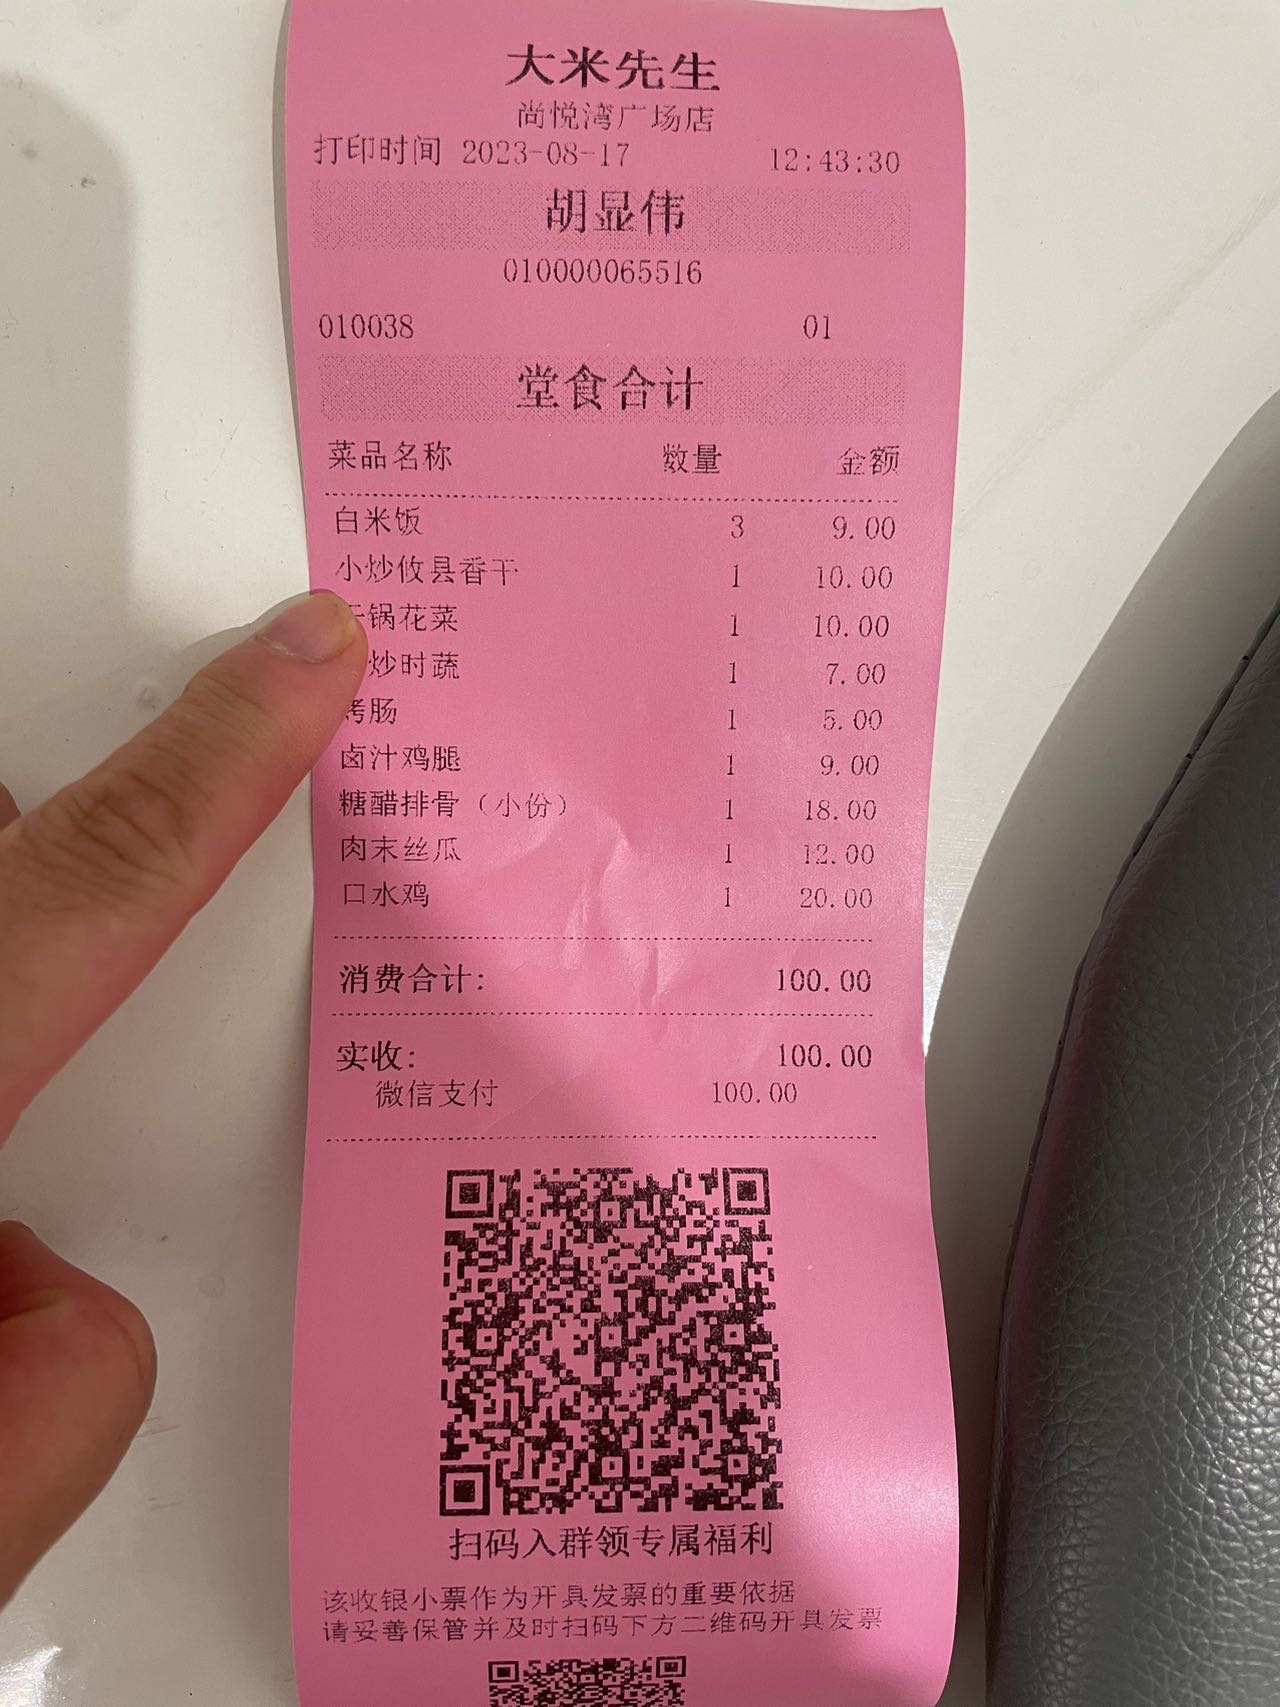 大米先生
尚悦湾广场店
打印时间 2023-08-17 12:43:30
胡显伟
010000065516
010038 01
堂食合计
菜品名称 数量 金额
白米饭 3 9.00
小炒攸县香干 1 10.00
干锅花菜 1 10.00
炒时蔬 1 7.00
烤肠 1 5.00
卤汁鸡腿 1 9.00
糖醋排骨（小份） 1 18.00
肉末丝瓜 1 12.00
口水鸡 1 20.00
消费合计: 100.00
实收: 100.00
微信支付 100.00
扫码入群领专属福利
该收银小票作为开具发票的重要依据
请妥善保管并及时扫码下方二维码开具发票